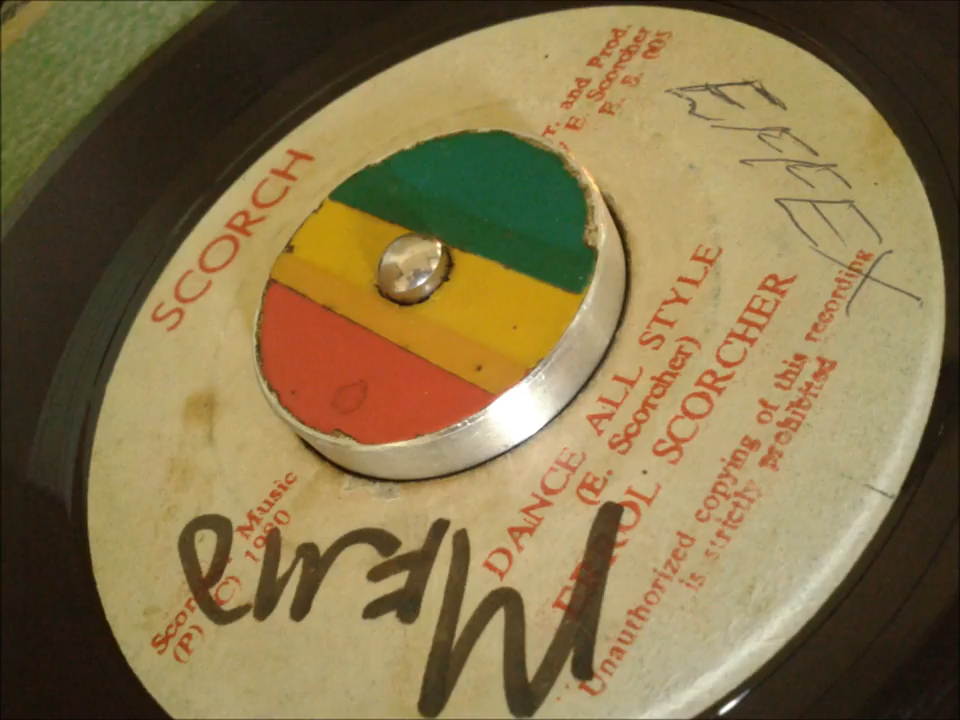 SCORCH
r. and Prod.
E. Scorcher
E. S. 005
Music
(P) (C) 1980
DANCE ALL STYLE
(E. Scorcher)
ERROL SCORCHER
Unauthorized copying of this recording
is strictly prohibited